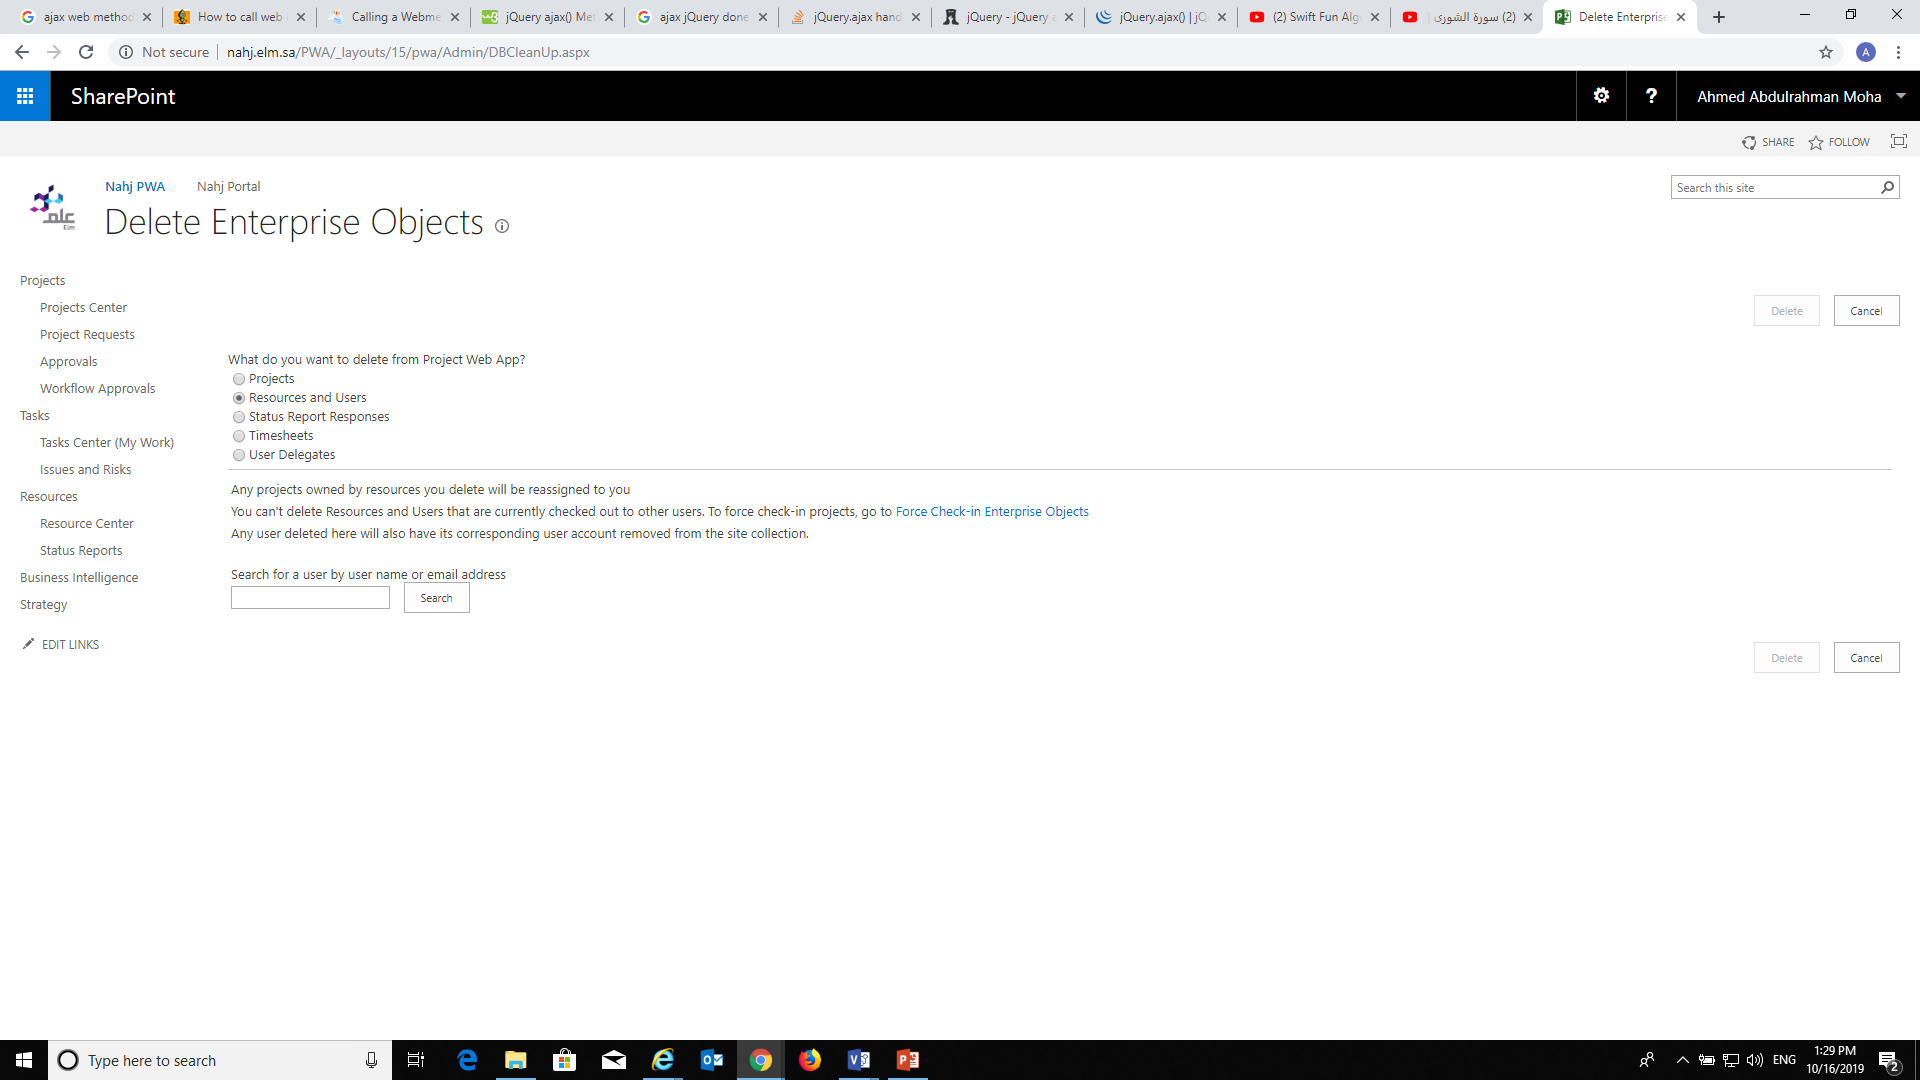 ajax web method
How to call web
Calling a Webme
jQuery ajax() Met
ajax jQuery done
jQuery.ajax hand
jQuery - jQuery a
jQuery.ajax() | jQ
(2) Swift Fun Alg
(2) سورة الشورى |
Delete Enterprise
Not secure
nahj.elm.sa/PWA/_layouts/15/pwa/Admin/DBCleanUp.aspx
A
SharePoint
?
Ahmed Abdulrahman Moha
SHARE
FOLLOW
علم
Elm
Nahj PWA
Nahj Portal
Search this site
Delete Enterprise Objects
Projects
Projects Center
Project Requests
Approvals
Workflow Approvals
Tasks
Tasks Center (My Work)
Issues and Risks
Resources
Resource Center
Status Reports
Business Intelligence
Strategy
EDIT LINKS
Delete
Cancel
What do you want to delete from Project Web App?
Projects
Resources and Users
Status Report Responses
Timesheets
User Delegates
Any projects owned by resources you delete will be reassigned to you
You can't delete Resources and Users that are currently checked out to other users. To force check-in projects, go to Force Check-in Enterprise Objects
Any user deleted here will also have its corresponding user account removed from the site collection.
Search for a user by user name or email address
Search
Delete
Cancel
Type here to search
ENG
1:29 PM
10/16/2019
2